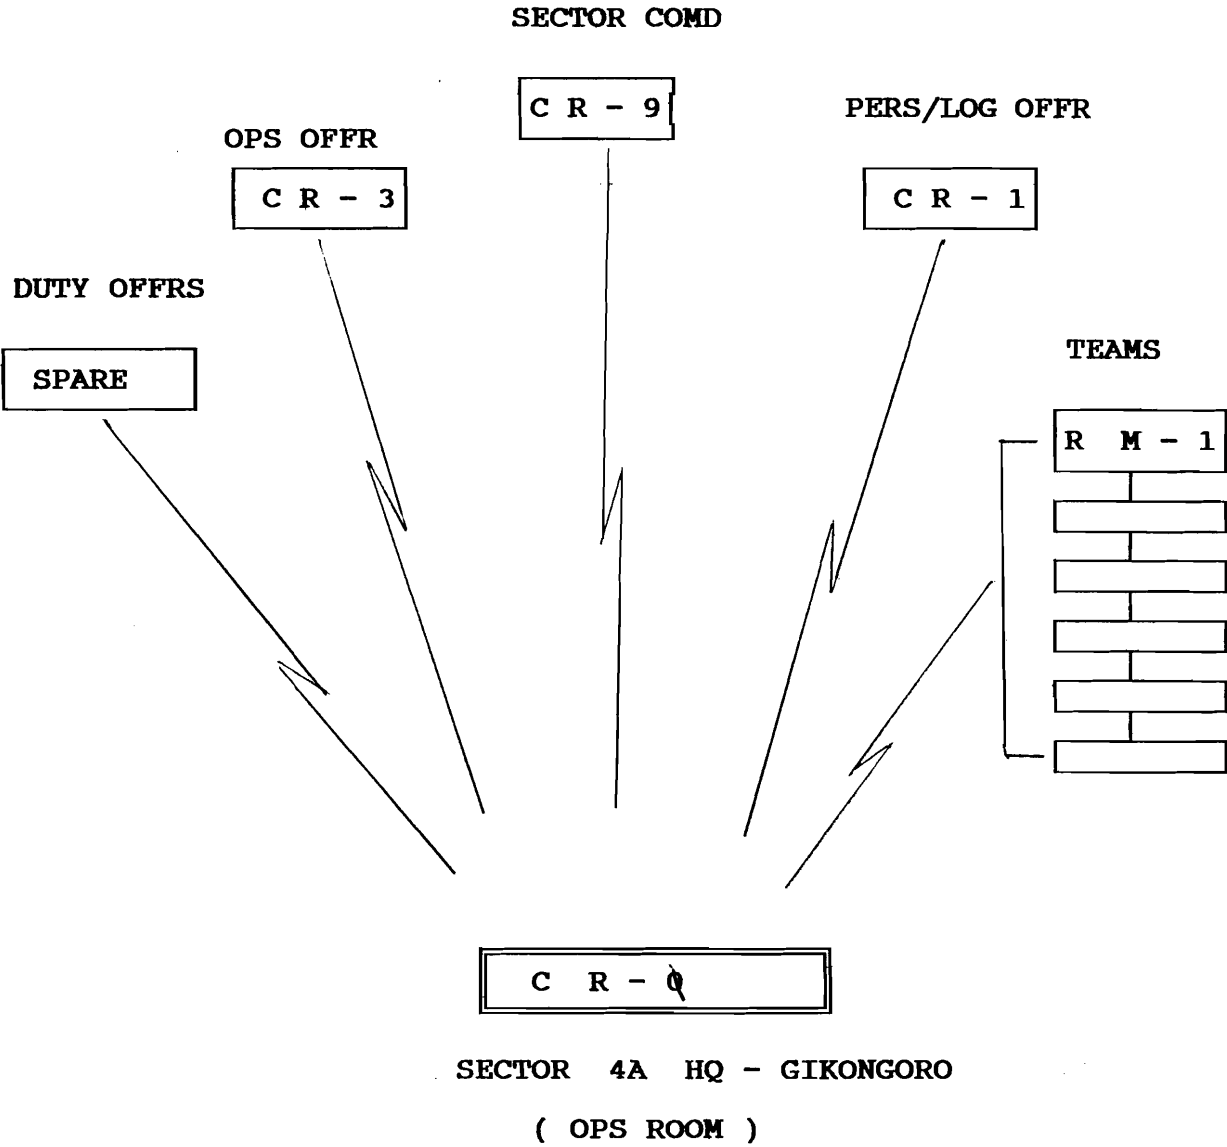 SECTOR COMD
C R - 9
PERS/LOG OFFR
OPS OFFR
C R - 3
C R - 1
DUTY OFFRS
SPARE
TEAMS
R M - 1
C R - 0
SECTOR 4A HQ - GIKONGORO
( OPS ROOM )